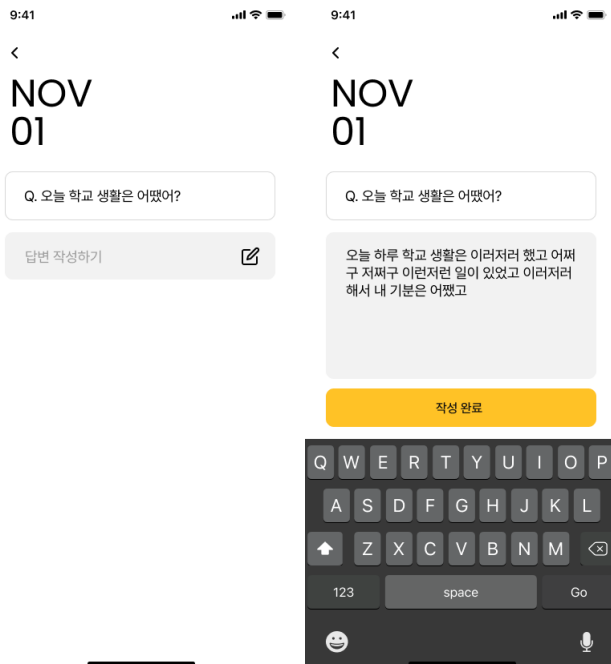 9:41
NOV
01
Q. 오늘 학교 생활은 어땠어?
답변 작성하기
9:41
NOV
01
Q. 오늘 학교 생활은 어땠어?
오늘 하루 학교 생활은 이러저러 했고 어쩌
구 저쩌구 이런저런 일이 있었고 이러저러
해서 내 기분은 어쨌고
작성 완료
Q W E R T Y U I O P
A S D F G H J K L
Z X C V B N M
123 space Go